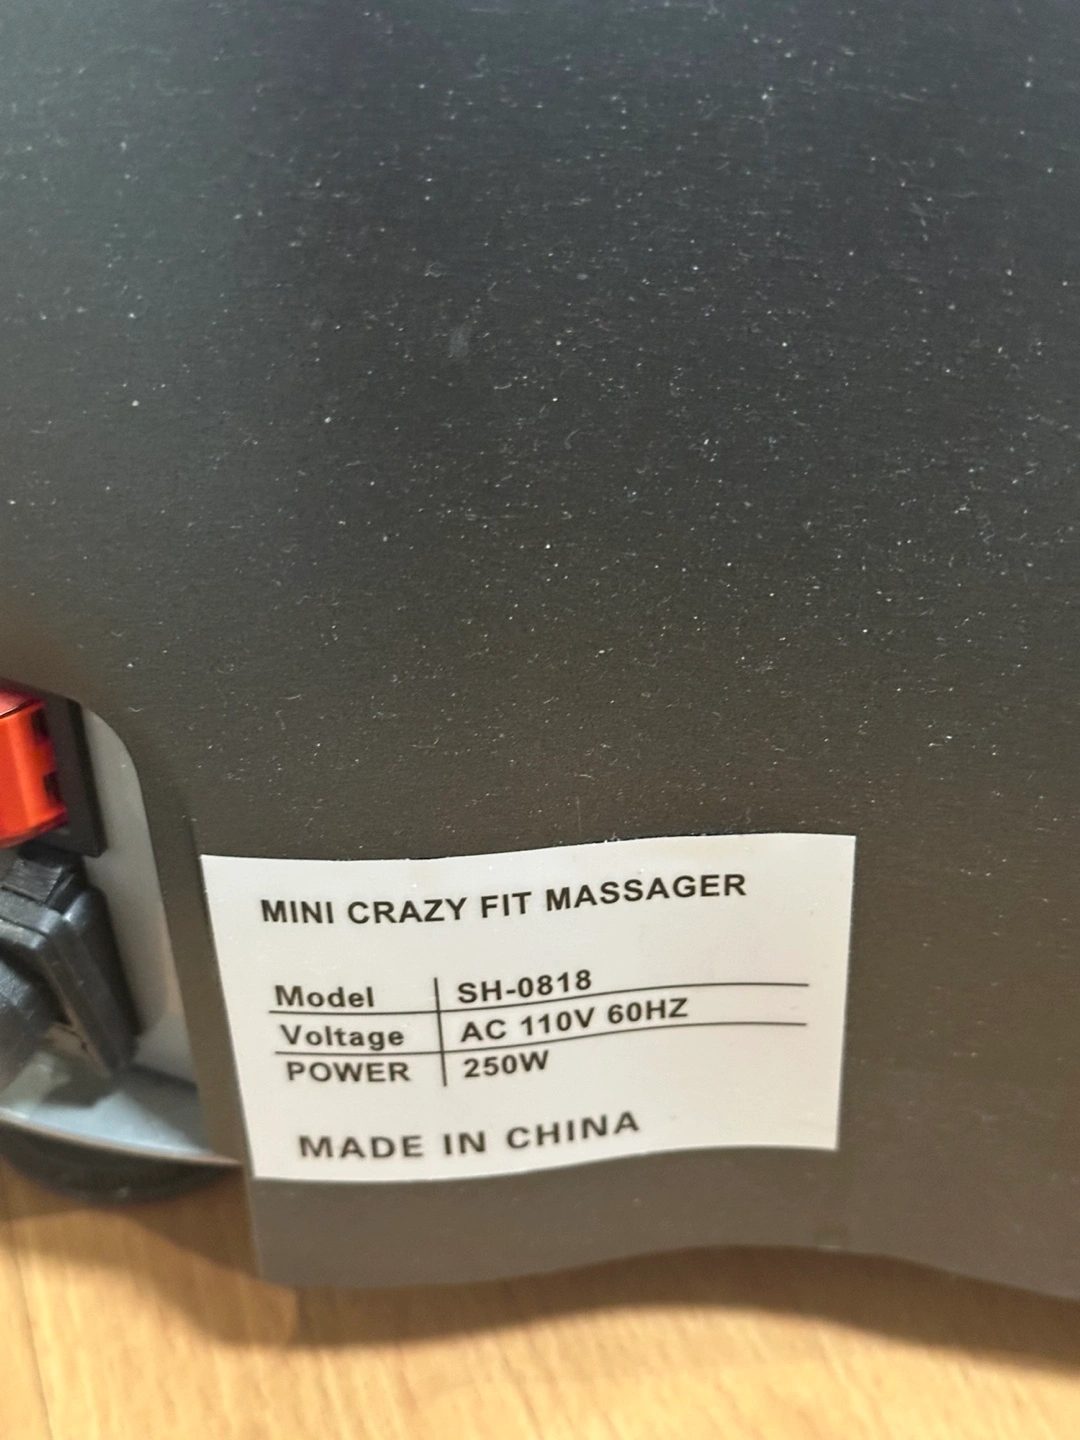 MINI CRAZY FIT MASSAGER
Model SH-0818
Voltage AC 110V 60HZ
POWER 250W
MADE IN CHINA